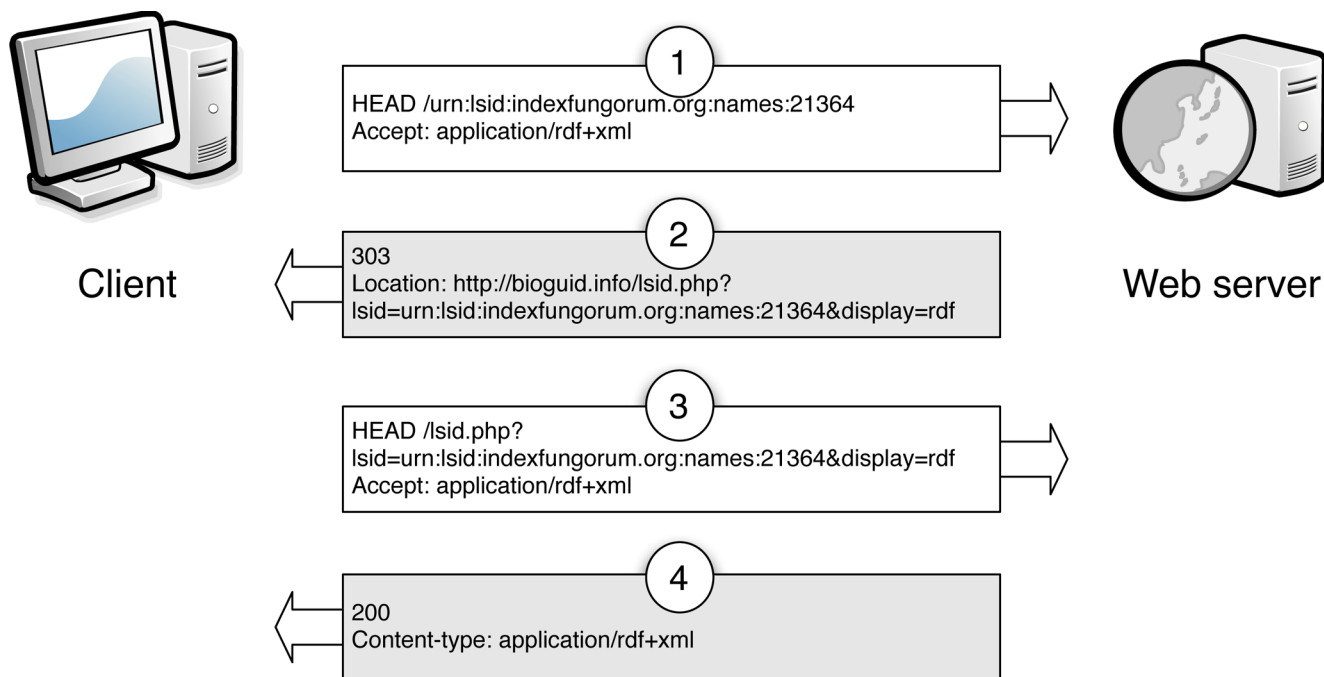 1
HEAD /urn:lsid:indexfungorum.org:names:21364
Accept: application/rdf+xml
2
303
Location: http://bioguid.info/lsid.php?
lsid=urn:lsid:indexfungorum.org:names:21364&display=rdf
Client
Web server
3
HEAD /lsid.php?
lsid=urn:lsid:indexfungorum.org:names:21364&display=rdf
Accept: application/rdf+xml
4
200
Content-type: application/rdf+xml